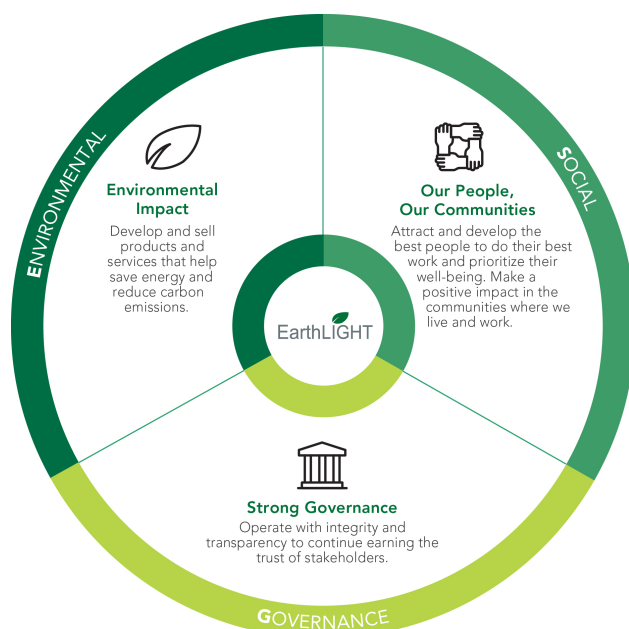 ENVIRONMENTAL
Environmental
Impact
Develop and sell
products and
services that help
save energy and
reduce carbon
emissions.
SOCIAL
Our People,
Our Communities
Attract and develop the
best people to do their best
work and prioritize their
well-being. Make a
positive impact in the
communities where we
live and work.
EarthLIGHT
Strong Governance
Operate with integrity and
transparency to continue earning the
trust of stakeholders.
GOVERNANCE